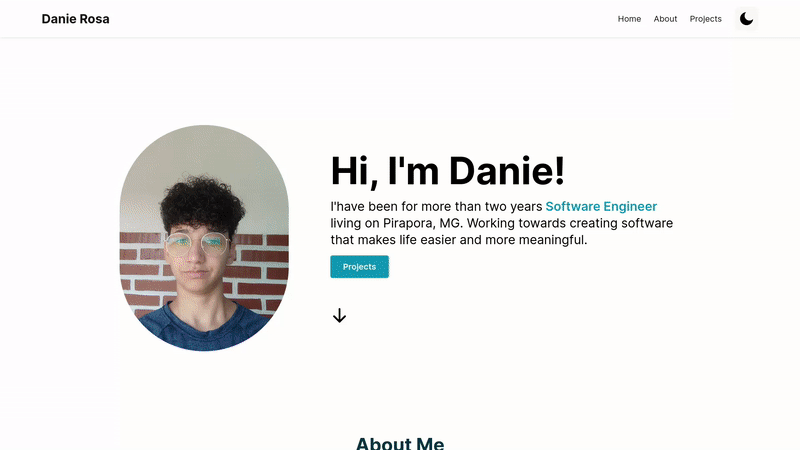 Danie Rosa
Home About Projects
Hi, I'm Danie!
I'have been for more than two years Software Engineer
living on Pirapora, MG. Working towards creating software
that makes life easier and more meaningful.
Projects
About Me